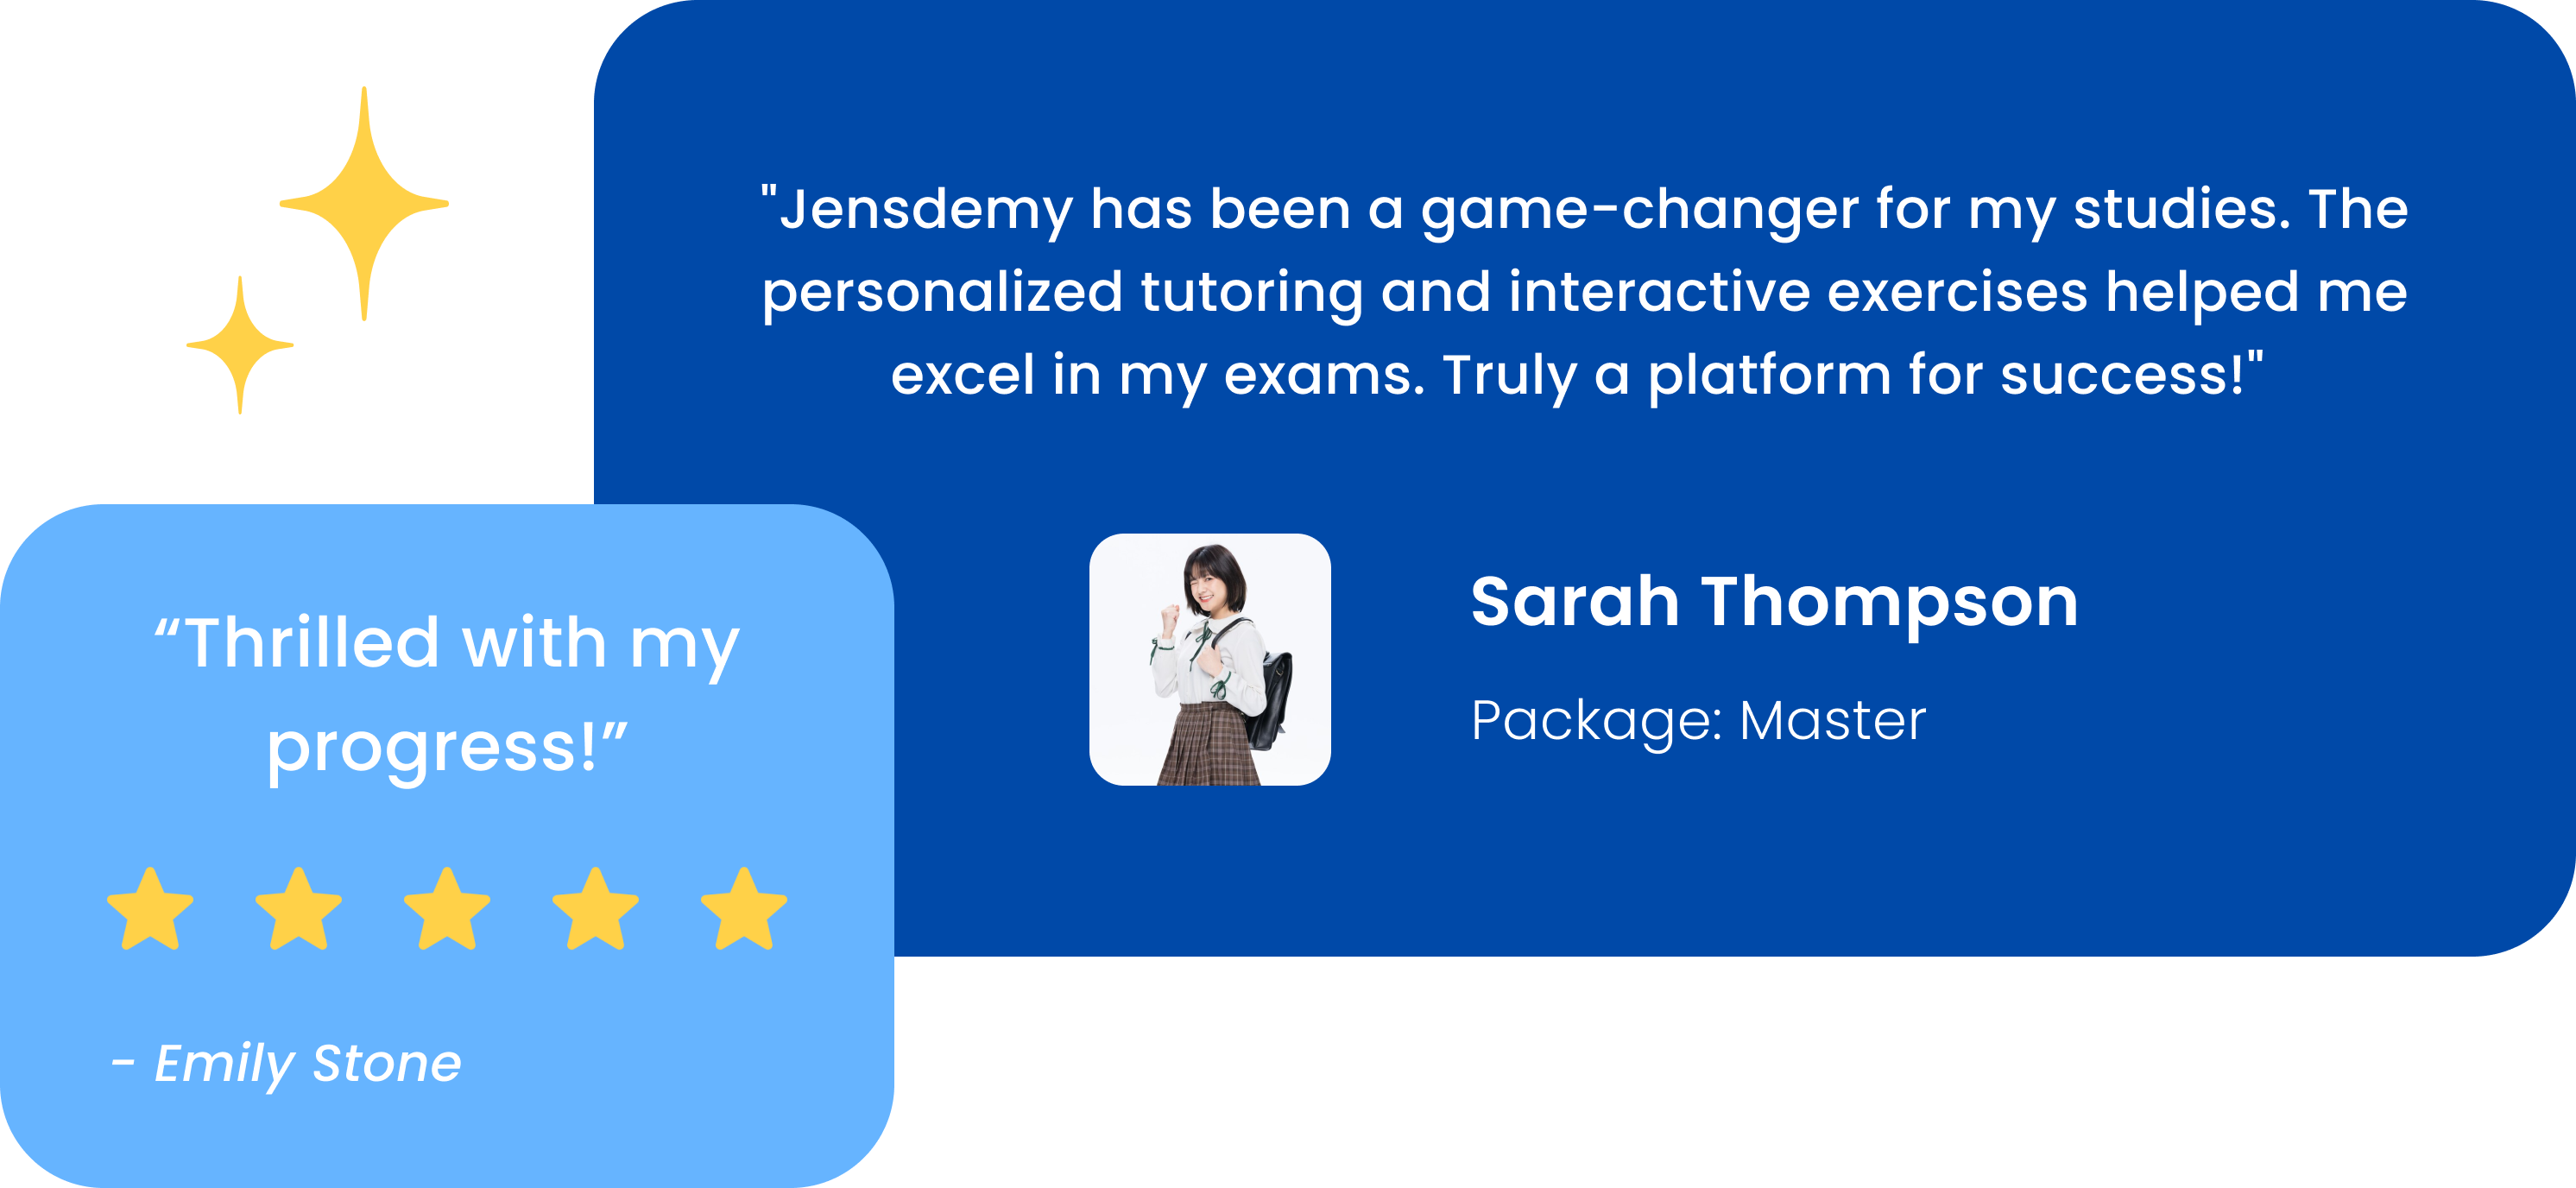 "Jensdemy has been a game-changer for my studies. The
personalized tutoring and interactive exercises helped me
excel in my exams. Truly a platform for success!"
Sarah Thompson
Package: Master
“Thrilled with my
progress!”
- Emily Stone